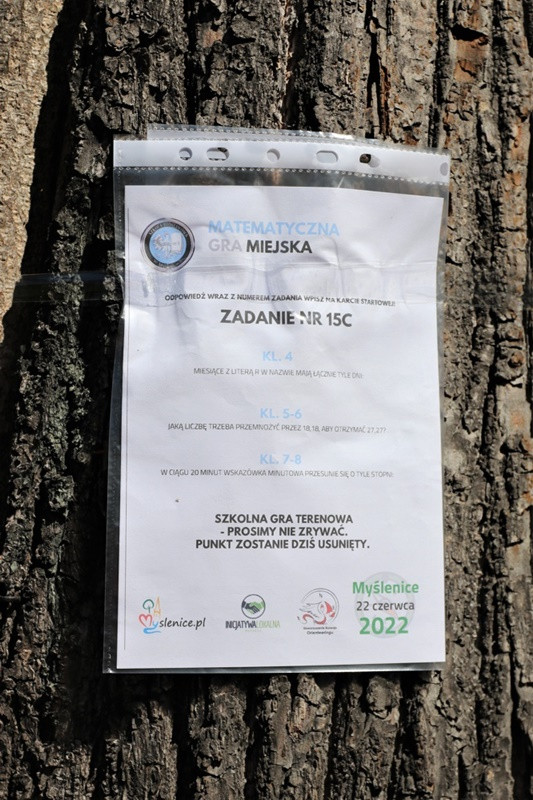 MATEMATYCZNA
GRA MIEJSKA
ODPOWIEDŹ WRAZ Z NUMEREM ZADANIA WPISZ NA KARCIE STARTOWEJ!
ZADANIE NR 15C
KL. 4
MIESIĄCE Z LITERĄ R W NAZWIE MAJĄ ŁĄCZNIE TYLE DNI:
KL. 5-6
JAKĄ LICZBĘ TRZEBA PRZEMNOŻYĆ PRZEZ 18,18, ABY OTRZYMAĆ 27,27?
KL. 7-8
W CIĄGU 20 MINUT WSKAZÓWKA MINUTOWA PRZESUNIE SIĘ O TYLE STOPNI:
SZKOLNA GRA TERENOWA
- PROSIMY NIE ZRYWAĆ.
PUNKT ZOSTANIE DZIŚ USUNIĘTY.
Myslenice.pl
INICJATYWALOKALNA
Myślenice
22 czerwca
2022